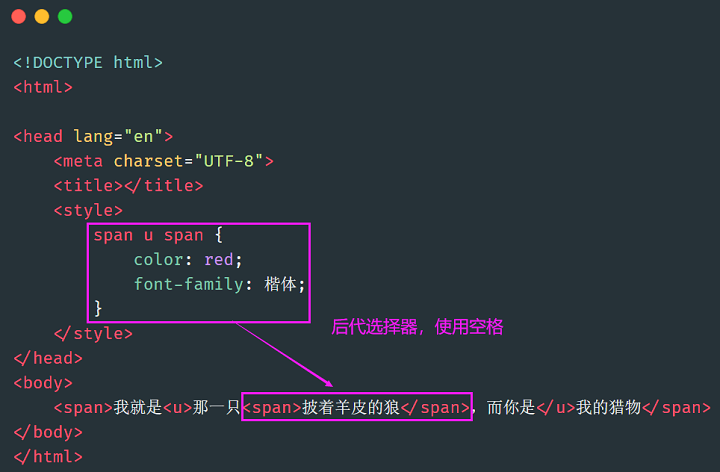 <!DOCTYPE html>
<html>
<head lang="en">
    <meta charset="UTF-8">
    <title></title>
    <style>
        span u span {
            color: red;
            font-family: 楷体;
        }
    </style>
后代选择器，使用空格
</head>
<body>
    <span>我就是<u>那一只<span>披着羊皮的狼</span>，而你是</u>我的猎物</span>
</body>
</html>